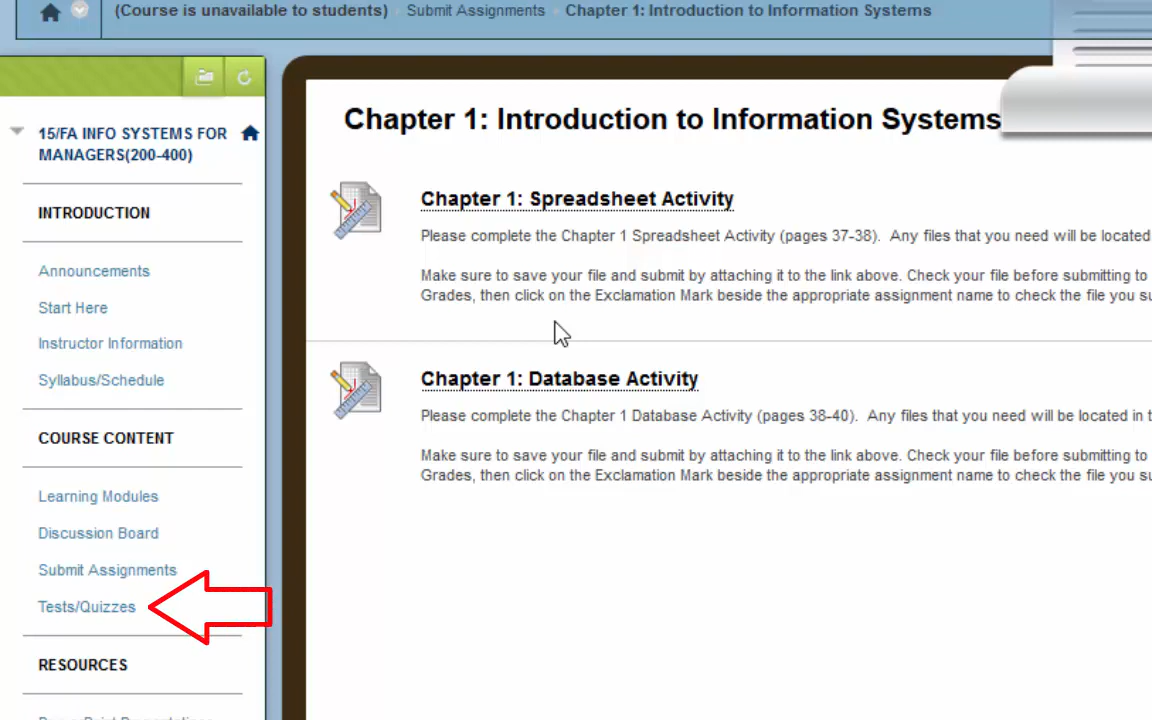 (Course is unavailable to students) Submit Assignments Chapter 1: Introduction to Information Systems
15/FA INFO SYSTEMS FOR
MANAGERS(200-400)
INTRODUCTION
Announcements
Start Here
Instructor Information
Syllabus/Schedule
COURSE CONTENT
Learning Modules
Discussion Board
Submit Assignments
Tests/Quizzes
RESOURCES
PowerPoint Presentations
Chapter 1: Introduction to Information Systems
Chapter 1: Spreadsheet Activity
Please complete the Chapter 1 Spreadsheet Activity (pages 37-38). Any files that you need will be located
Make sure to save your file and submit by attaching it to the link above. Check your file before submitting to
Grades, then click on the Exclamation Mark beside the appropriate assignment name to check the file you su
Chapter 1: Database Activity
Please complete the Chapter 1 Database Activity (pages 38-40). Any files that you need will be located in t
Make sure to save your file and submit by attaching it to the link above. Check your file before submitting to
Grades, then click on the Exclamation Mark beside the appropriate assignment name to check the file you su